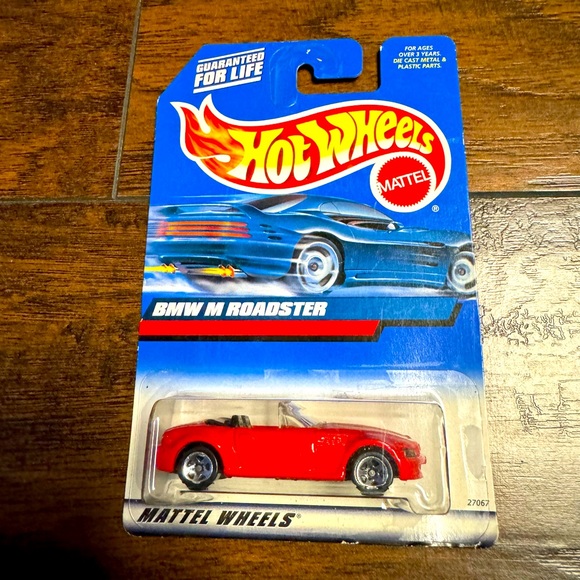 GUARANTEED
FOR LIFE
FOR AGES
OVER 3 YEARS.
DIE CAST METAL &
PLASTIC PARTS.
HOT WHEELS
MATTEL
®
BMW M ROADSTER
27067
MATTEL WHEELS®